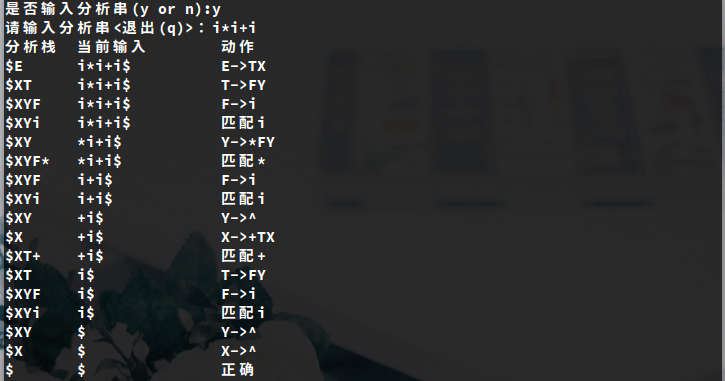 是否输入分析串(y or n):y
请输入分析串<退出(q)>: i*i+i
分析栈 当前输入 动作
$E i*i+i$ E->TX
$XT i*i+i$ T->FY
$XYF i*i+i$ F->i
$XYi i*i+i$ 匹配i
$XY *i+i$ Y->*FY
$XYF* *i+i$ 匹配*
$XYF i+i$ F->i
$XYi i+i$ 匹配i
$XY +i$ Y->^
$X +i$ X->+TX
$XT+ +i$ 匹配+
$XT i$ T->FY
$XYF i$ F->i
$XYi i$ 匹配i
$XY $ Y->^
$X $ X->^
$ $ 正确